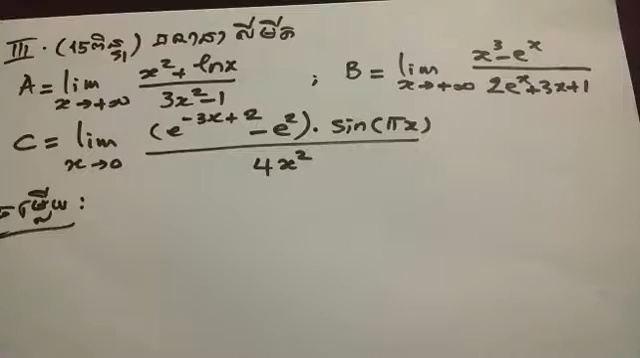 III. (15ពិន្ទុ) គណនាលីមីត
A = lim x→+∞ (x² + lnx)/(3x² - 1) ; B = lim x→+∞ (x³ - eˣ)/(2eˣ + 3x + 1)
C = lim x→0 ((e⁻³ˣ⁺² - e²) . sin(πx))/(4x²)
ចម្លើយ :